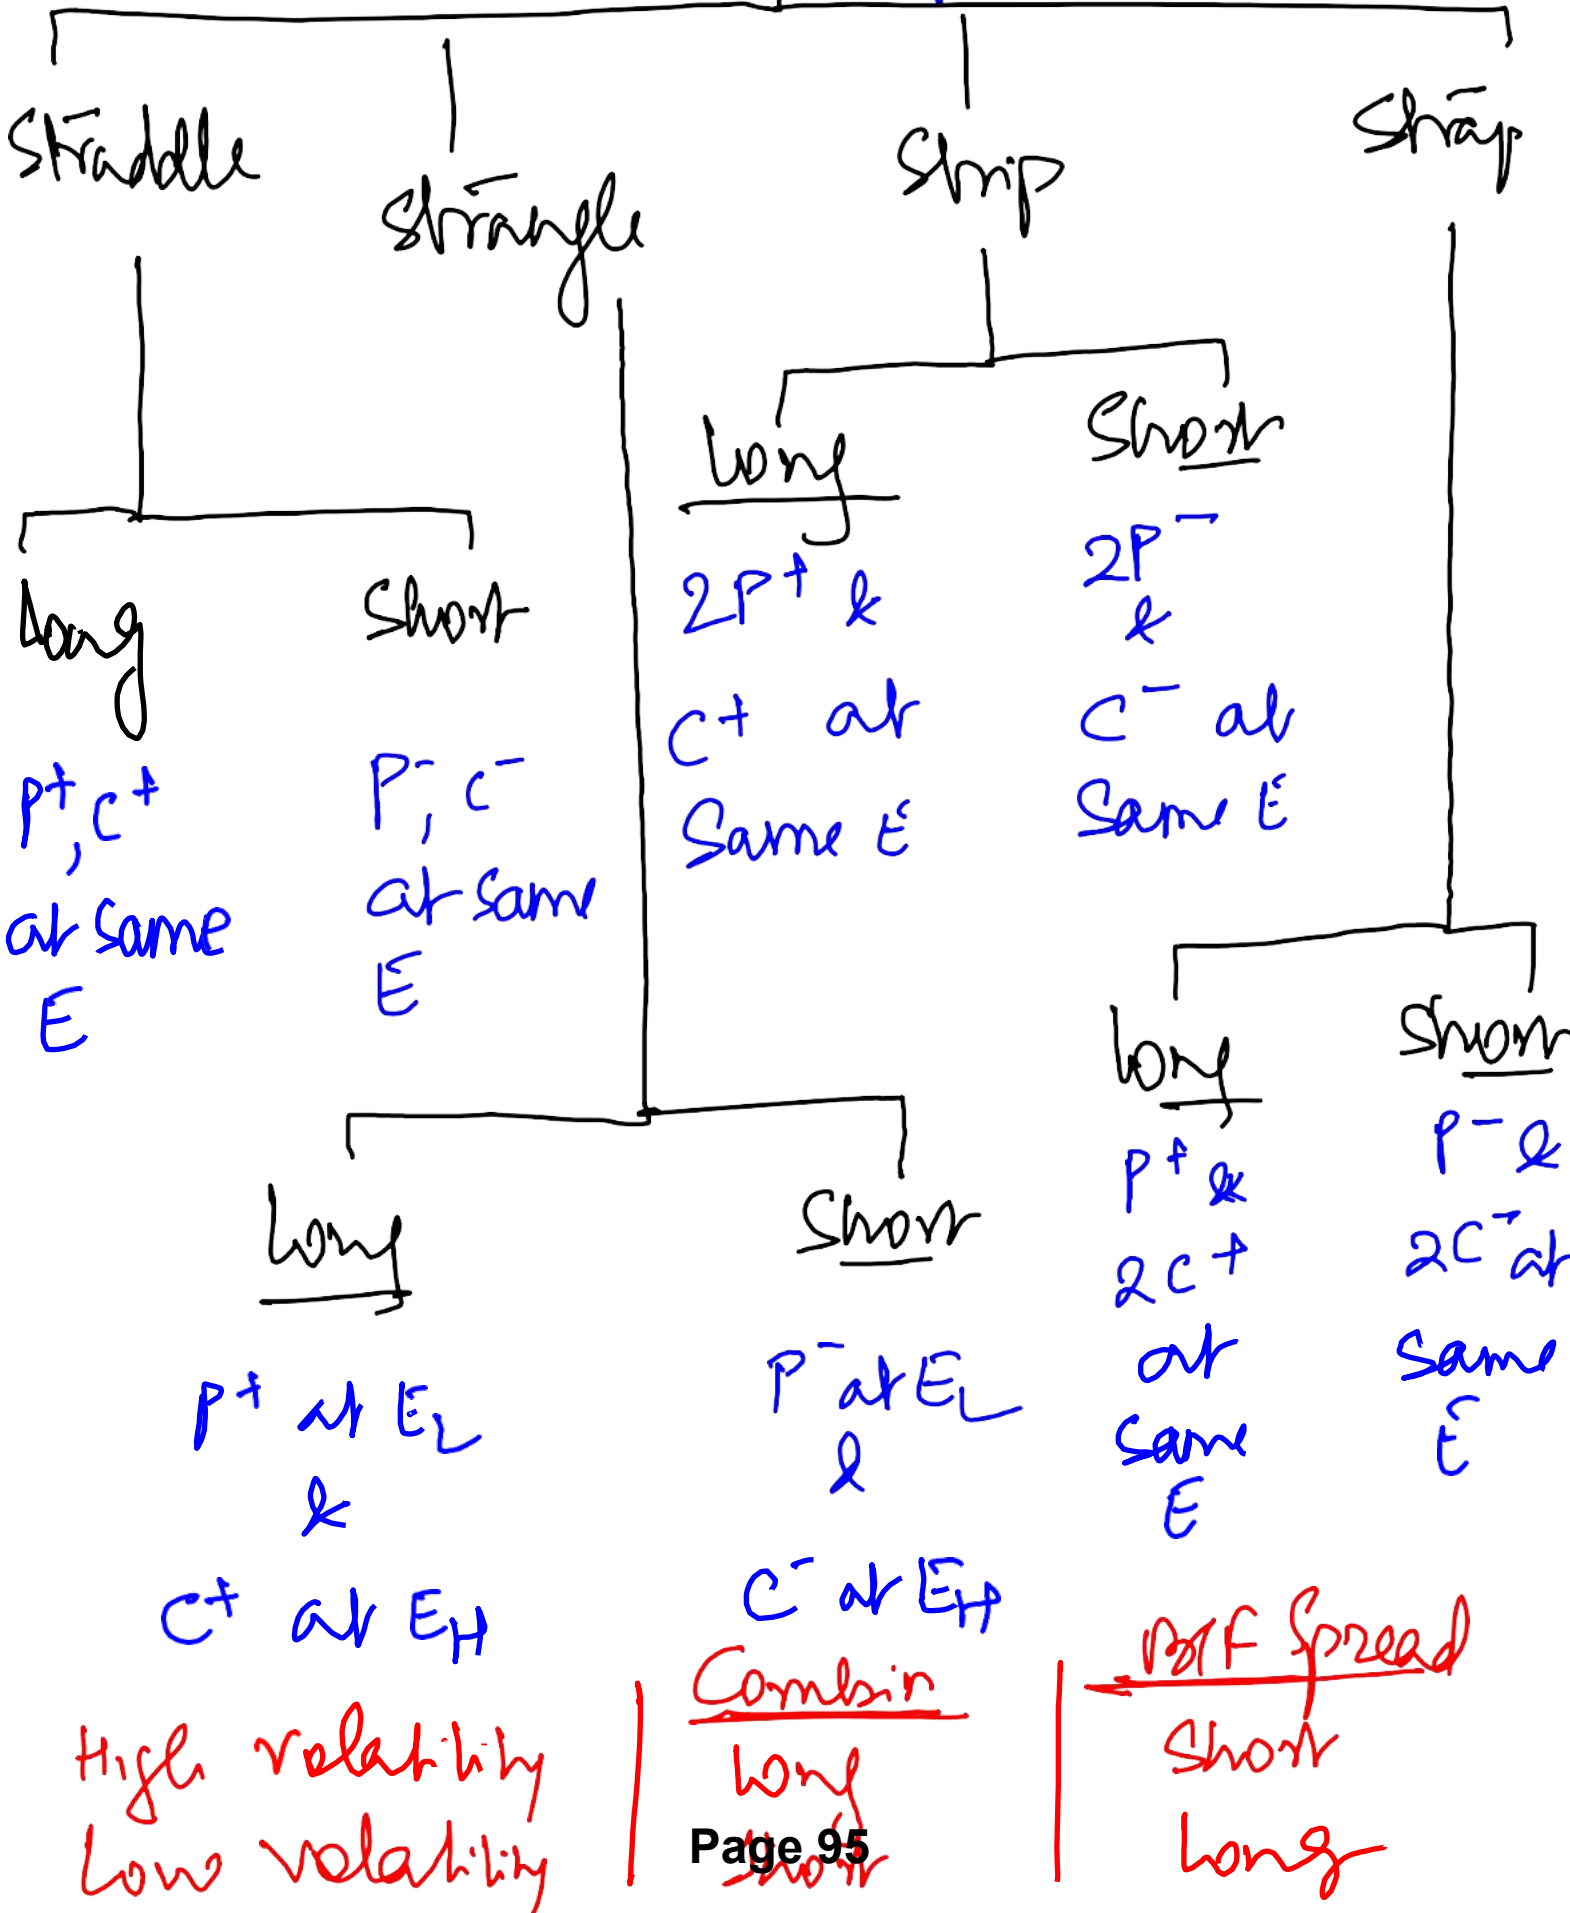 Straddle
Strangle
Strip
Strap
Long
Short
P+, C+
at same
E
P-, C-
at same
E
Long
2P+ &
C+ at
Same E
Short
2P-
&
C- at
Same E
Long
P+ at EL
&
C+ at EH
Short
P- at EL
&
C- at EH
Long
P+ &
2C+
at
same
E
Short
P- &
2C- at
same
E
Combin
B/F Spread
High volatility
Long
Short
Low volatility
Short
Long
Page 95